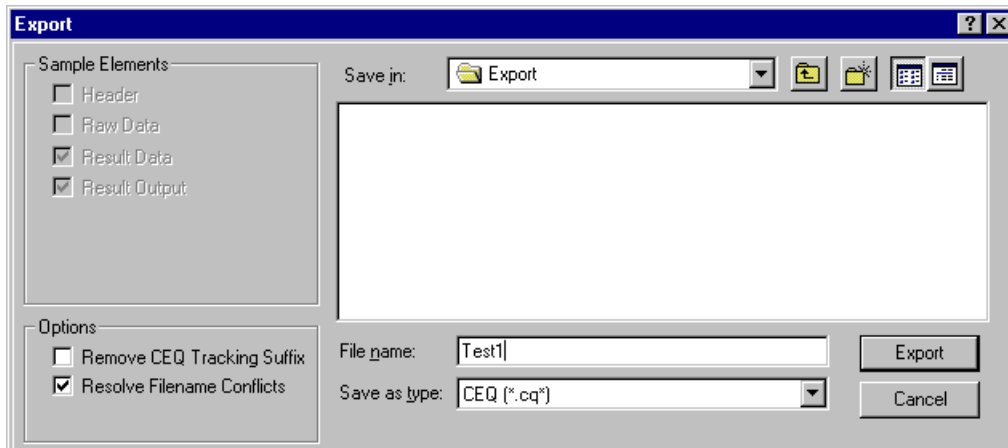 Export
Sample Elements
Header
Raw Data
Result Data
Result Output
Options
Remove CEQ Tracking Suffix
Resolve Filename Conflicts
Save in:
Export
File name:
Test1
Save as type:
CEQ (*.cq*)
Export
Cancel